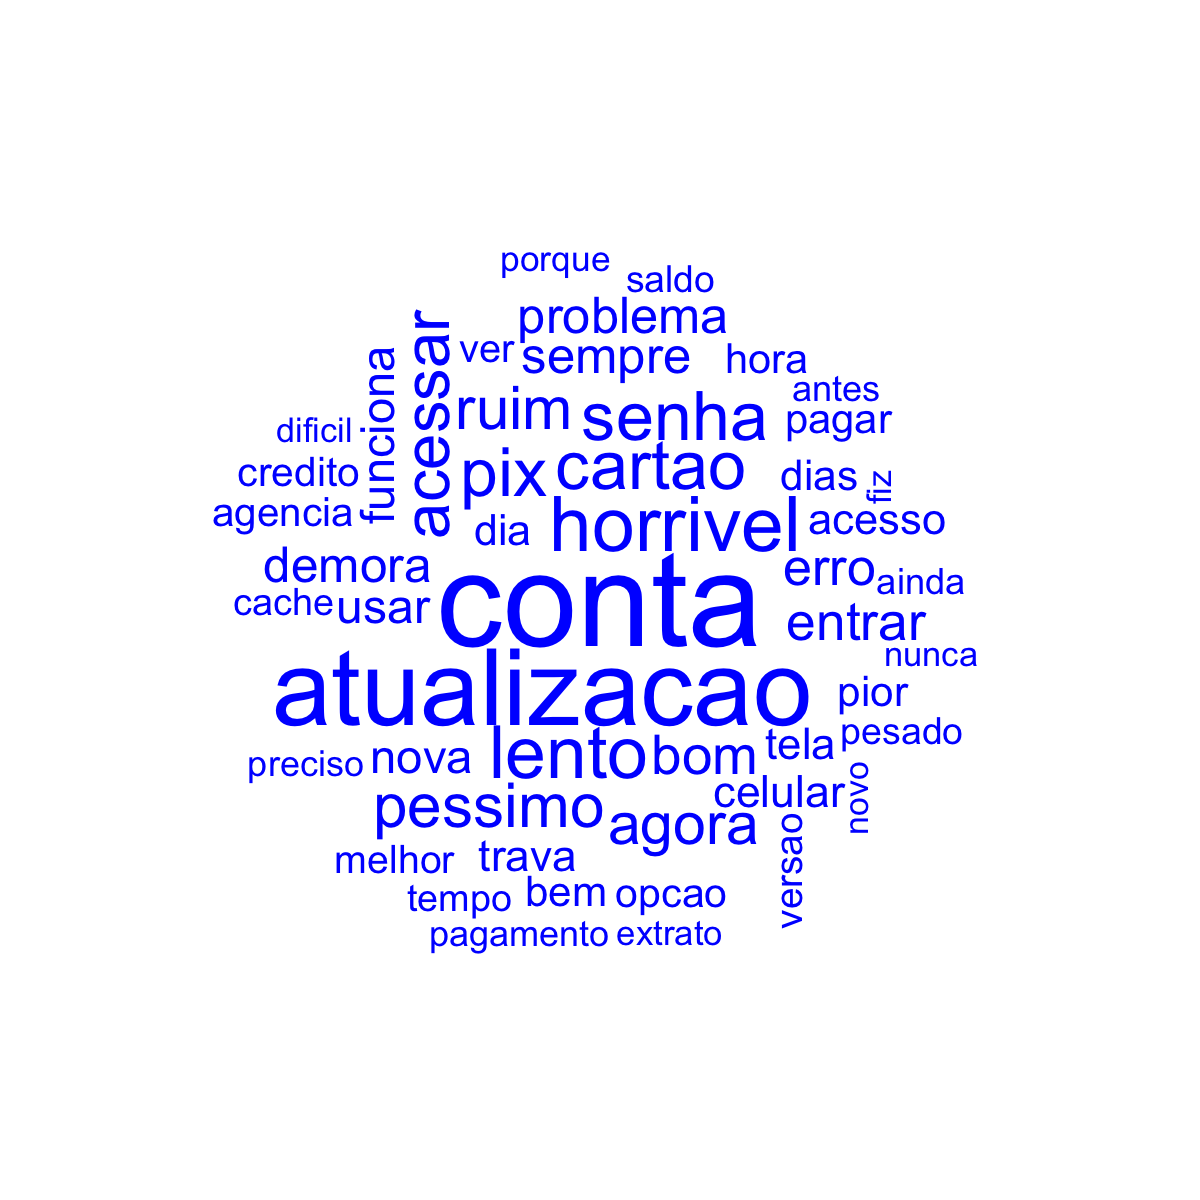 porque
saldo
problema
acessar
ver
sempre
hora
funciona
antes
ruim
senha
pagar
dificil
credito
pix
cartao
dias
fiz
agencia
dia
horrivel
acesso
demora
conta
erro
ainda
cache
usar
entrar
nunca
atualizacao
pior
preciso
nova
lento
bom
tela
pesado
pessimo
agora
celular
novo
melhor
trava
versao
tempo
bem
opcao
pagamento
extrato